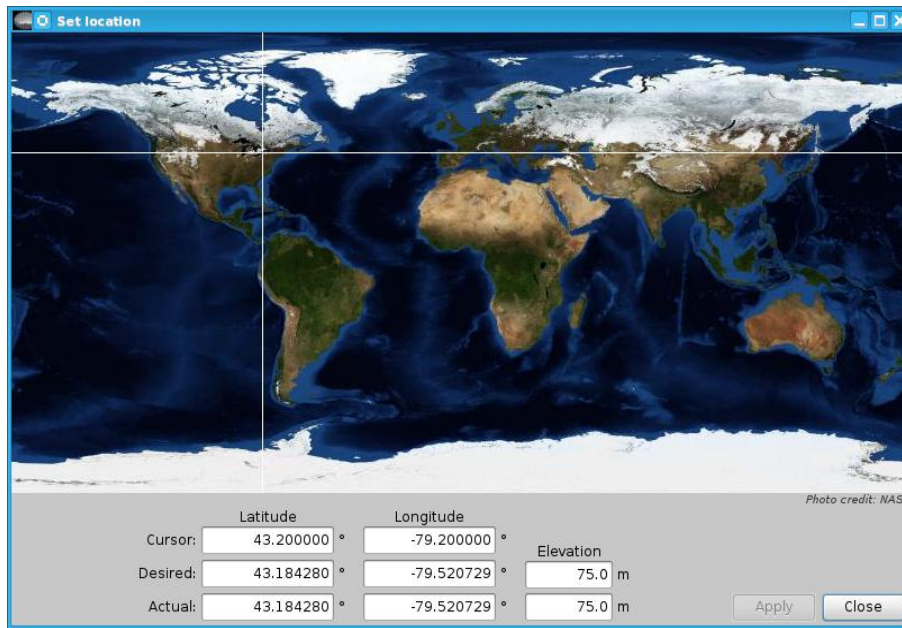 Set location
Photo credit: NAS
Latitude Longitude
Cursor: 43.200000 ° -79.200000 °
Elevation
Desired: 43.184280 ° -79.520729 ° 75.0 m
Actual: 43.184280 ° -79.520729 ° 75.0 m
Apply Close